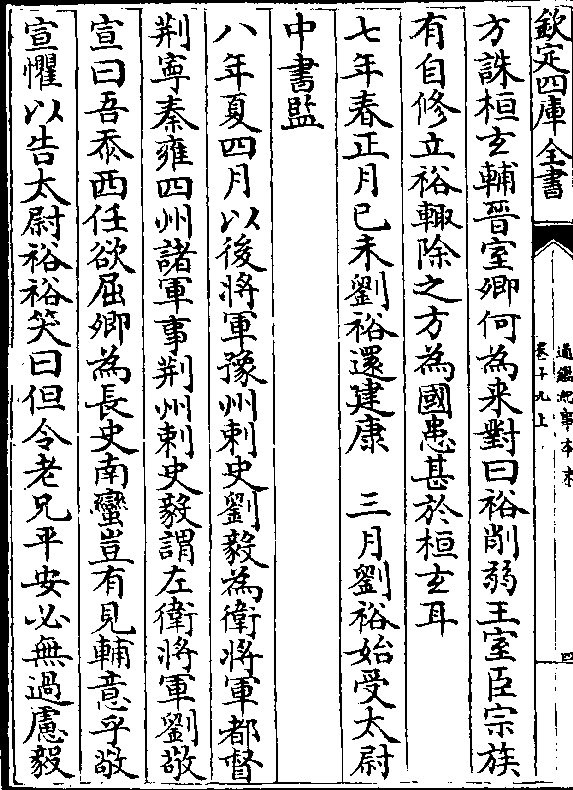 欽定四庫全書
通鑑紀事本末
卷十九上
四
方誅桓玄輔晉室卿何為来對曰裕削弱王室臣宗族
有自修立裕輙除之方為國患甚於桓玄耳
七年春正月己未劉裕還建康　三月劉裕始受太尉
中書監
八年夏四月以後將軍豫州刺史劉毅為衛將軍都督
荆寧秦雍四州諸軍事荆州刺史毅謂左衛將軍劉敬
宣曰吾忝西任欲屈卿為長史南蠻豈有見輔意乎敬
宣懼以告太尉裕裕笑曰但令老兄平安必無過慮毅